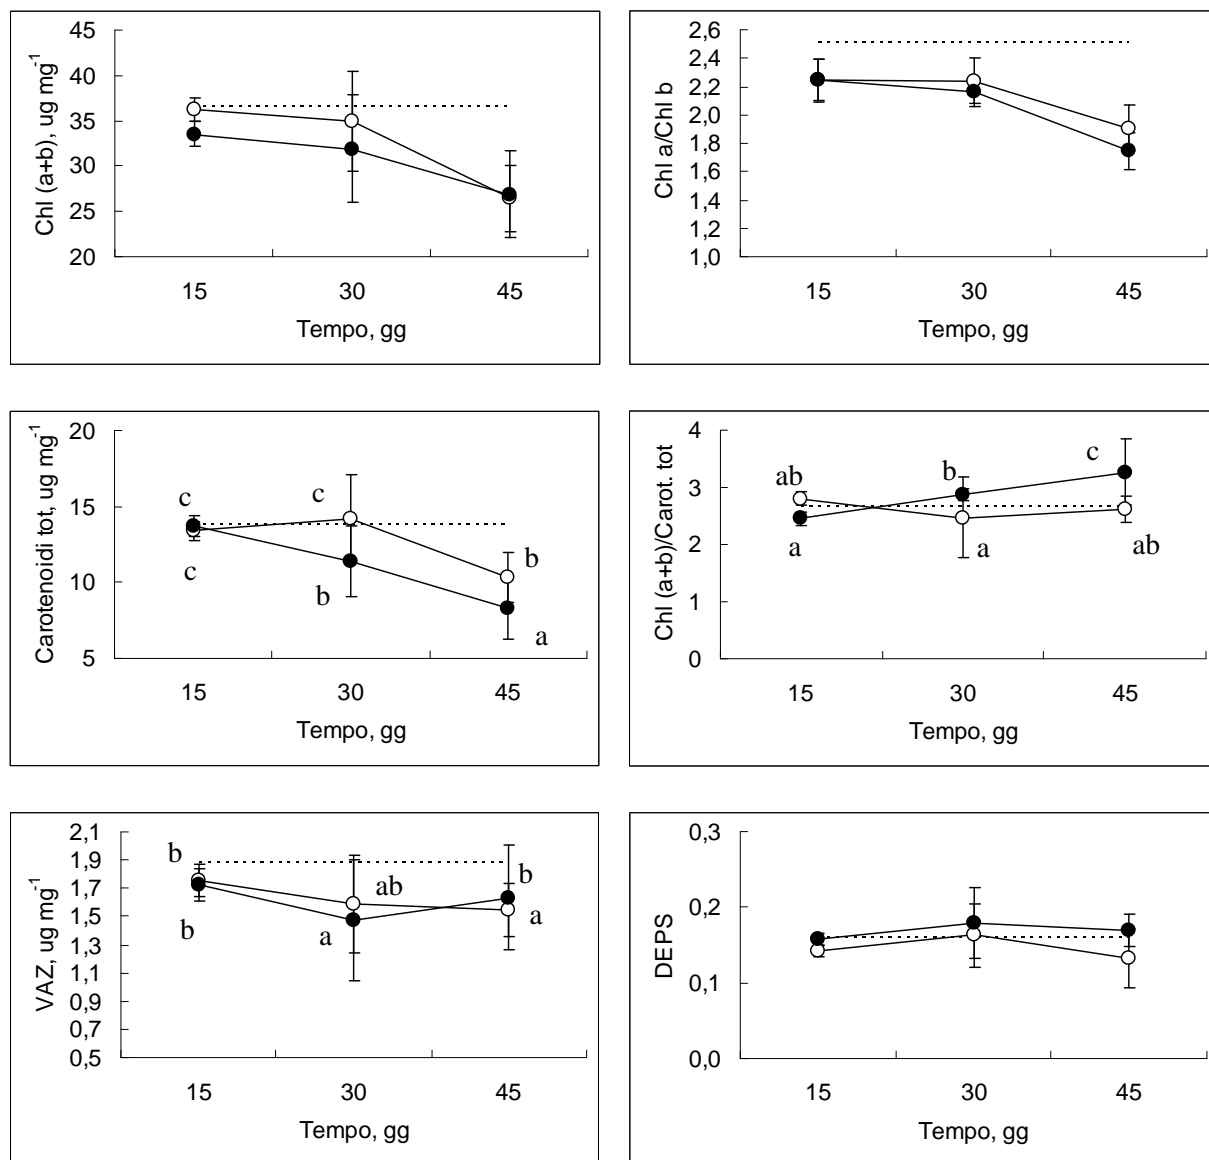 Chl (a+b), ug mg-1
45
40
35
30
25
20
15 30 45
Tempo, gg
Chl a/Chl b
2,6
2,4
2,2
2,0
1,8
1,6
1,4
1,2
1,0
15 30 45
Tempo, gg
Carotenoidi tot, ug mg-1
20
15
10
5
c
c
c
b
b
a
15 30 45
Tempo, gg
Chl (a+b)/Carot. tot
4
3
2
1
0
ab
a
b
a
c
ab
15 30 45
Tempo, gg
VAZ, ug mg-1
2,1
1,9
1,7
1,5
1,3
1,1
0,9
0,7
0,5
b
b
ab
a
b
a
15 30 45
Tempo, gg
DEPS
0,3
0,2
0,1
0,0
15 30 45
Tempo, gg